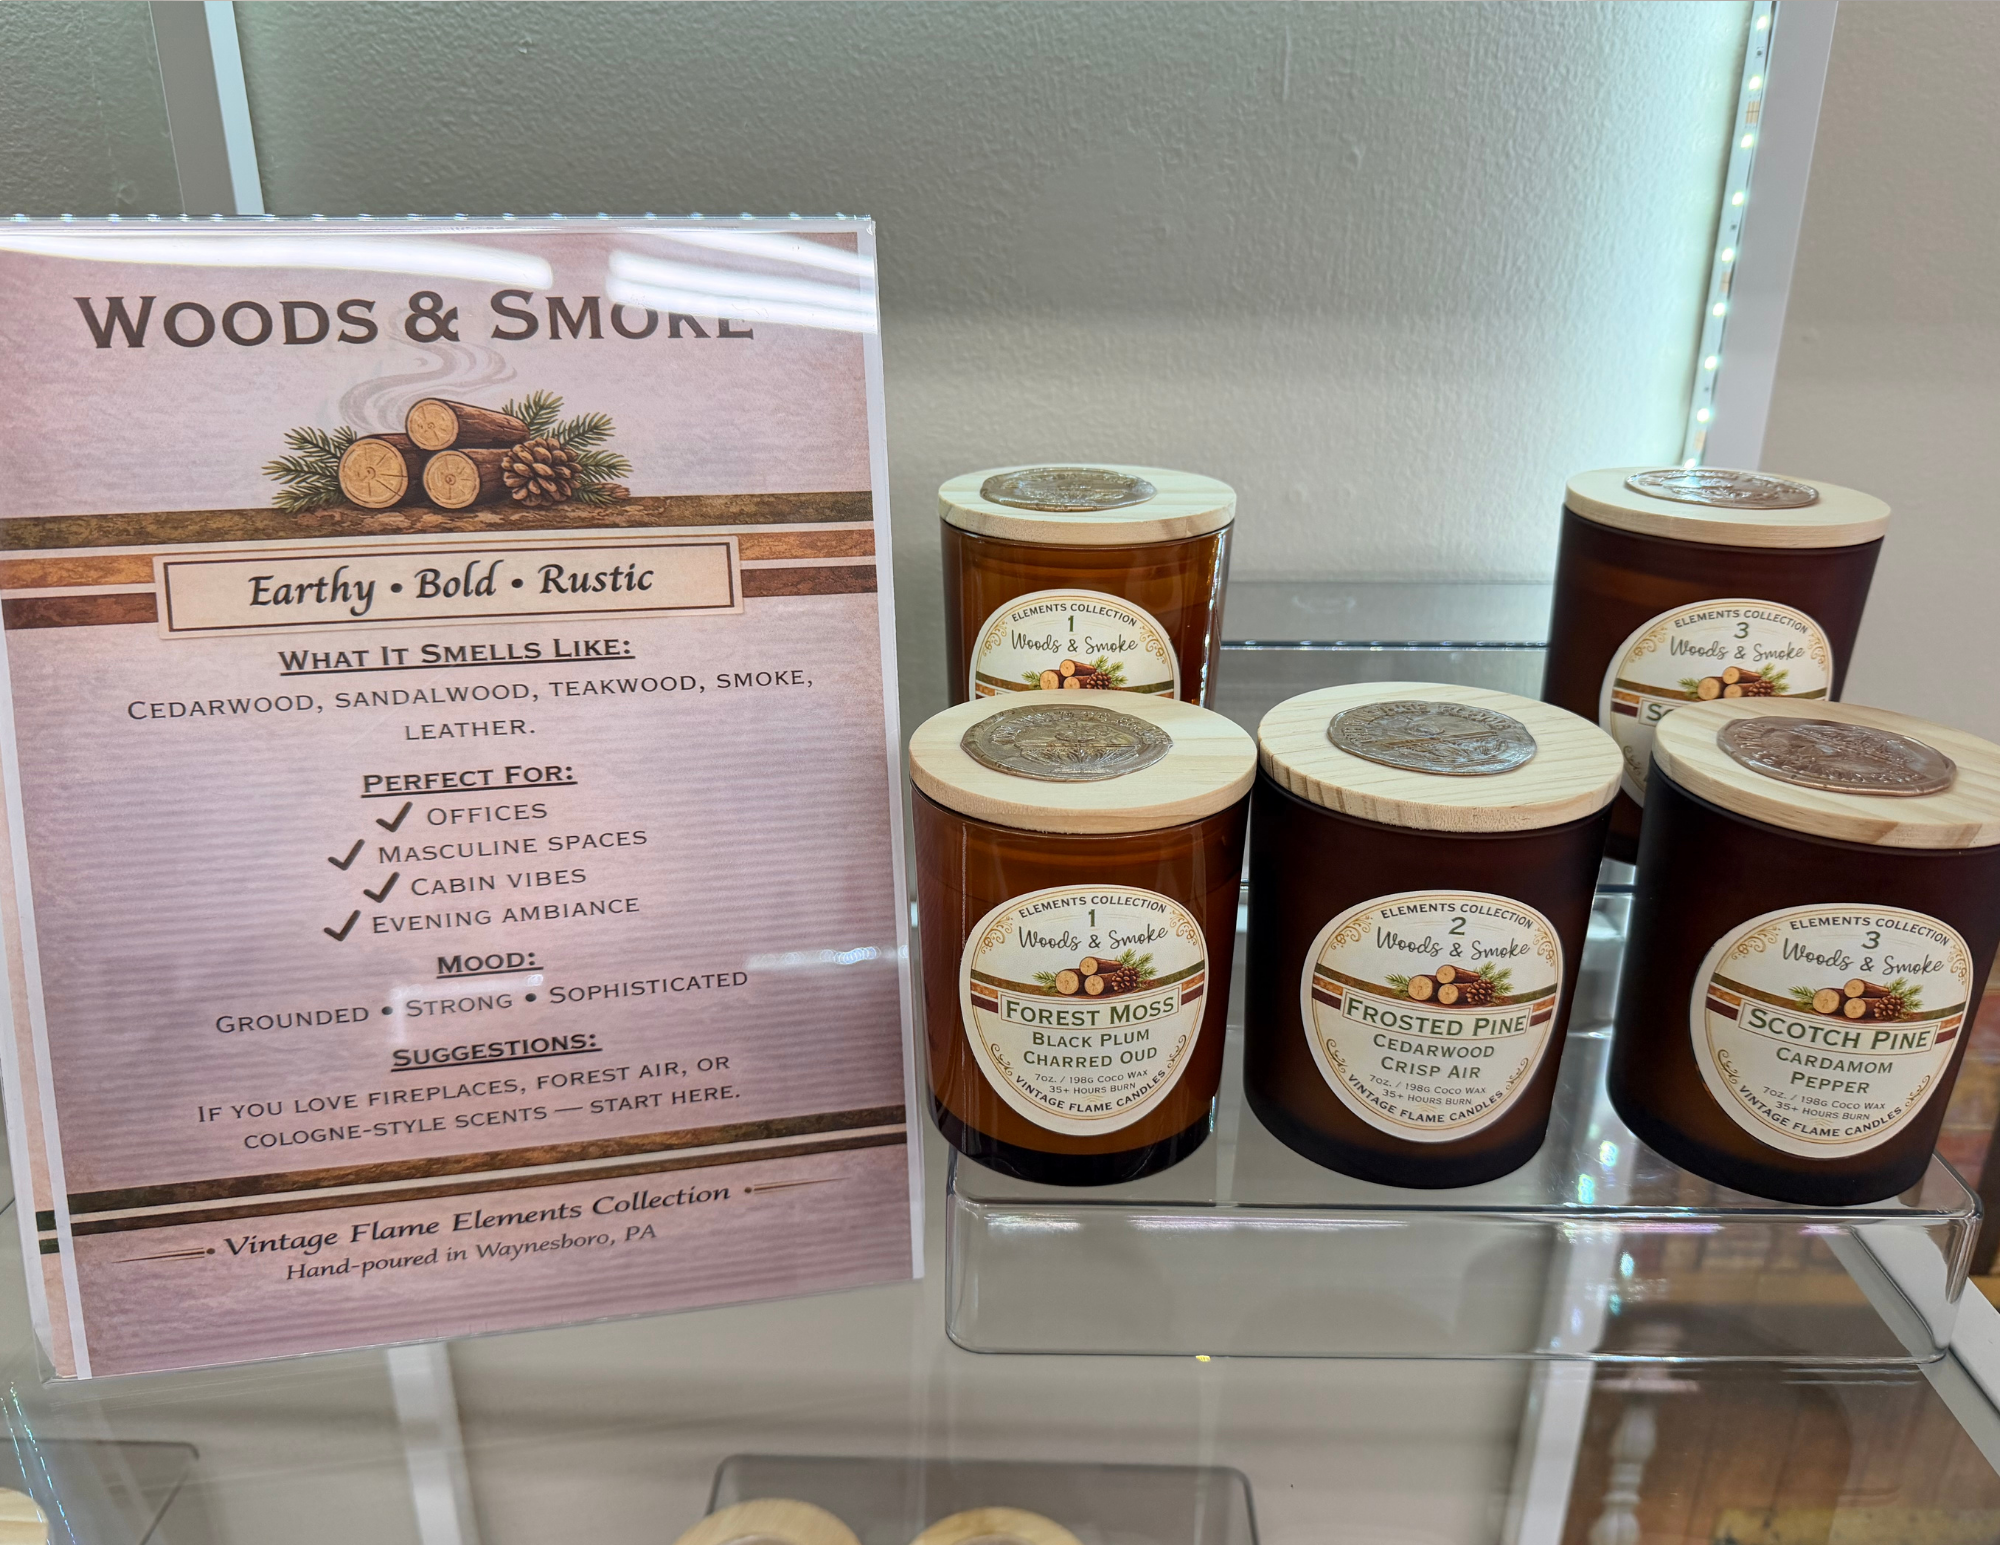 WOODS & SMOKE
Earthy • Bold • Rustic
WHAT IT SMELLS LIKE:
CEDARWOOD, SANDALWOOD, TEAKWOOD, SMOKE,
LEATHER.
PERFECT FOR:
✔ OFFICES
✔ MASCULINE SPACES
✔ CABIN VIBES
✔ EVENING AMBIANCE
MOOD:
GROUNDED • STRONG • SOPHISTICATED
SUGGESTIONS:
IF YOU LOVE FIREPLACES, FOREST AIR, OR
COLOGNE-STYLE SCENTS — START HERE.
Vintage Flame Elements Collection
Hand-poured in Waynesboro, PA
ELEMENTS COLLECTION
1
Woods & Smoke
ELEMENTS COLLECTION
3
Woods & Smoke
ELEMENTS COLLECTION
1
Woods & Smoke
FOREST MOSS
BLACK PLUM
CHARRED OUD
7OZ. / 198G COCO WAX
35+ HOURS BURN
VINTAGE FLAME CANDLES
ELEMENTS COLLECTION
2
Woods & Smoke
FROSTED PINE
CEDARWOOD
CRISP AIR
7OZ. / 198G COCO WAX
35+ HOURS BURN
VINTAGE FLAME CANDLES
ELEMENTS COLLECTION
3
Woods & Smoke
SCOTCH PINE
CARDAMOM
PEPPER
7OZ. / 198G COCO WAX
35+ HOURS BURN
VINTAGE FLAME CANDLES